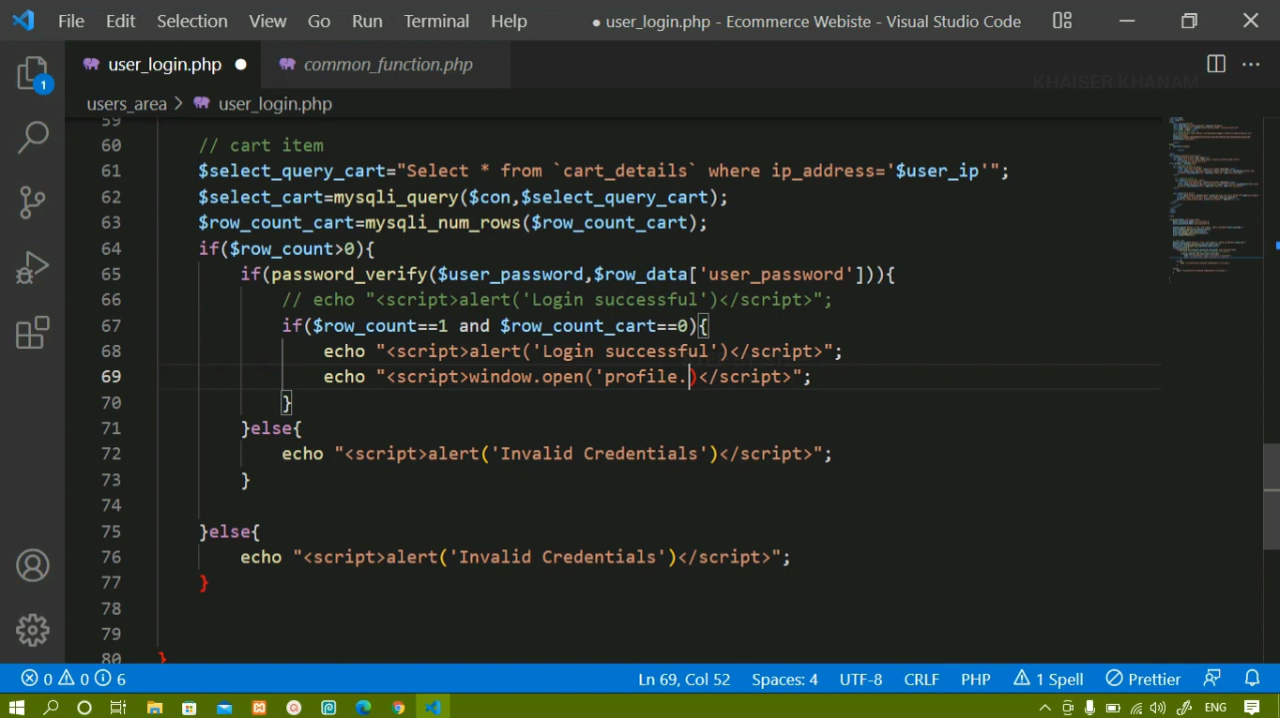 File Edit Selection View Go Run Terminal Help ● user_login.php - Ecommerce Webiste - Visual Studio Code
user_login.php ● common_function.php
KHAISER KHANAM
users_area > user_login.php
1
59
60 // cart item
61 $select_query_cart="Select * from `cart_details` where ip_address='$user_ip'";
62 $select_cart=mysqli_query($con,$select_query_cart);
63 $row_count_cart=mysqli_num_rows($row_count_cart);
64 if($row_count>0){
65 if(password_verify($user_password,$row_data['user_password'])){
66 // echo "<script>alert('Login successful')</script>";
67 if($row_count==1 and $row_count_cart==0){
68 echo "<script>alert('Login successful')</script>";
69 echo "<script>window.open('profile.)</script>";
70 }
71 }else{
72 echo "<script>alert('Invalid Credentials')</script>";
73 }
74
75 }else{
76 echo "<script>alert('Invalid Credentials')</script>";
77 }
78
79
80 }
0 0 6 Ln 69, Col 52 Spaces: 4 UTF-8 CRLF PHP 1 Spell Prettier
ENG